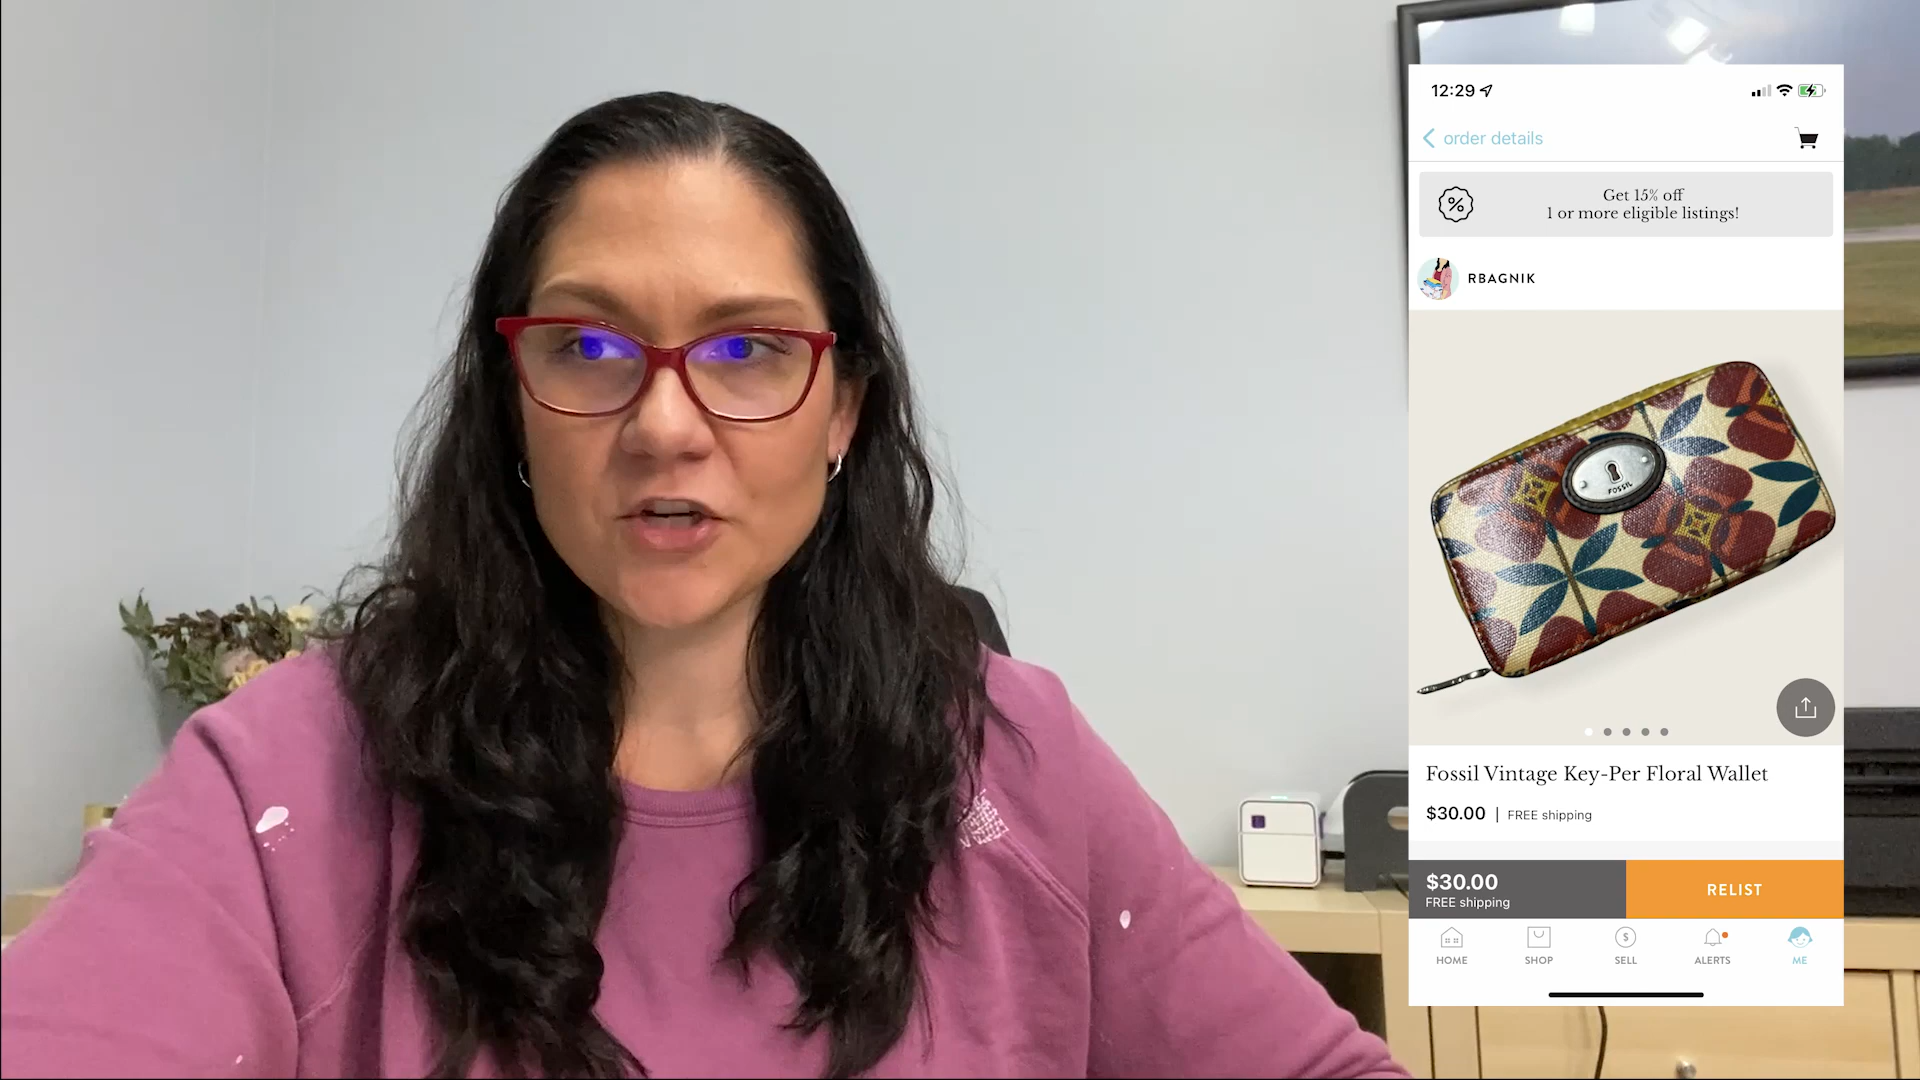 12:29
order details
Get 15% off
1 or more eligible listings!
RBAGNIK
FOSSIL
Fossil Vintage Key-Per Floral Wallet
$30.00 | FREE shipping
$30.00
FREE shipping
RELIST
HOME
SHOP
SELL
ALERTS
ME